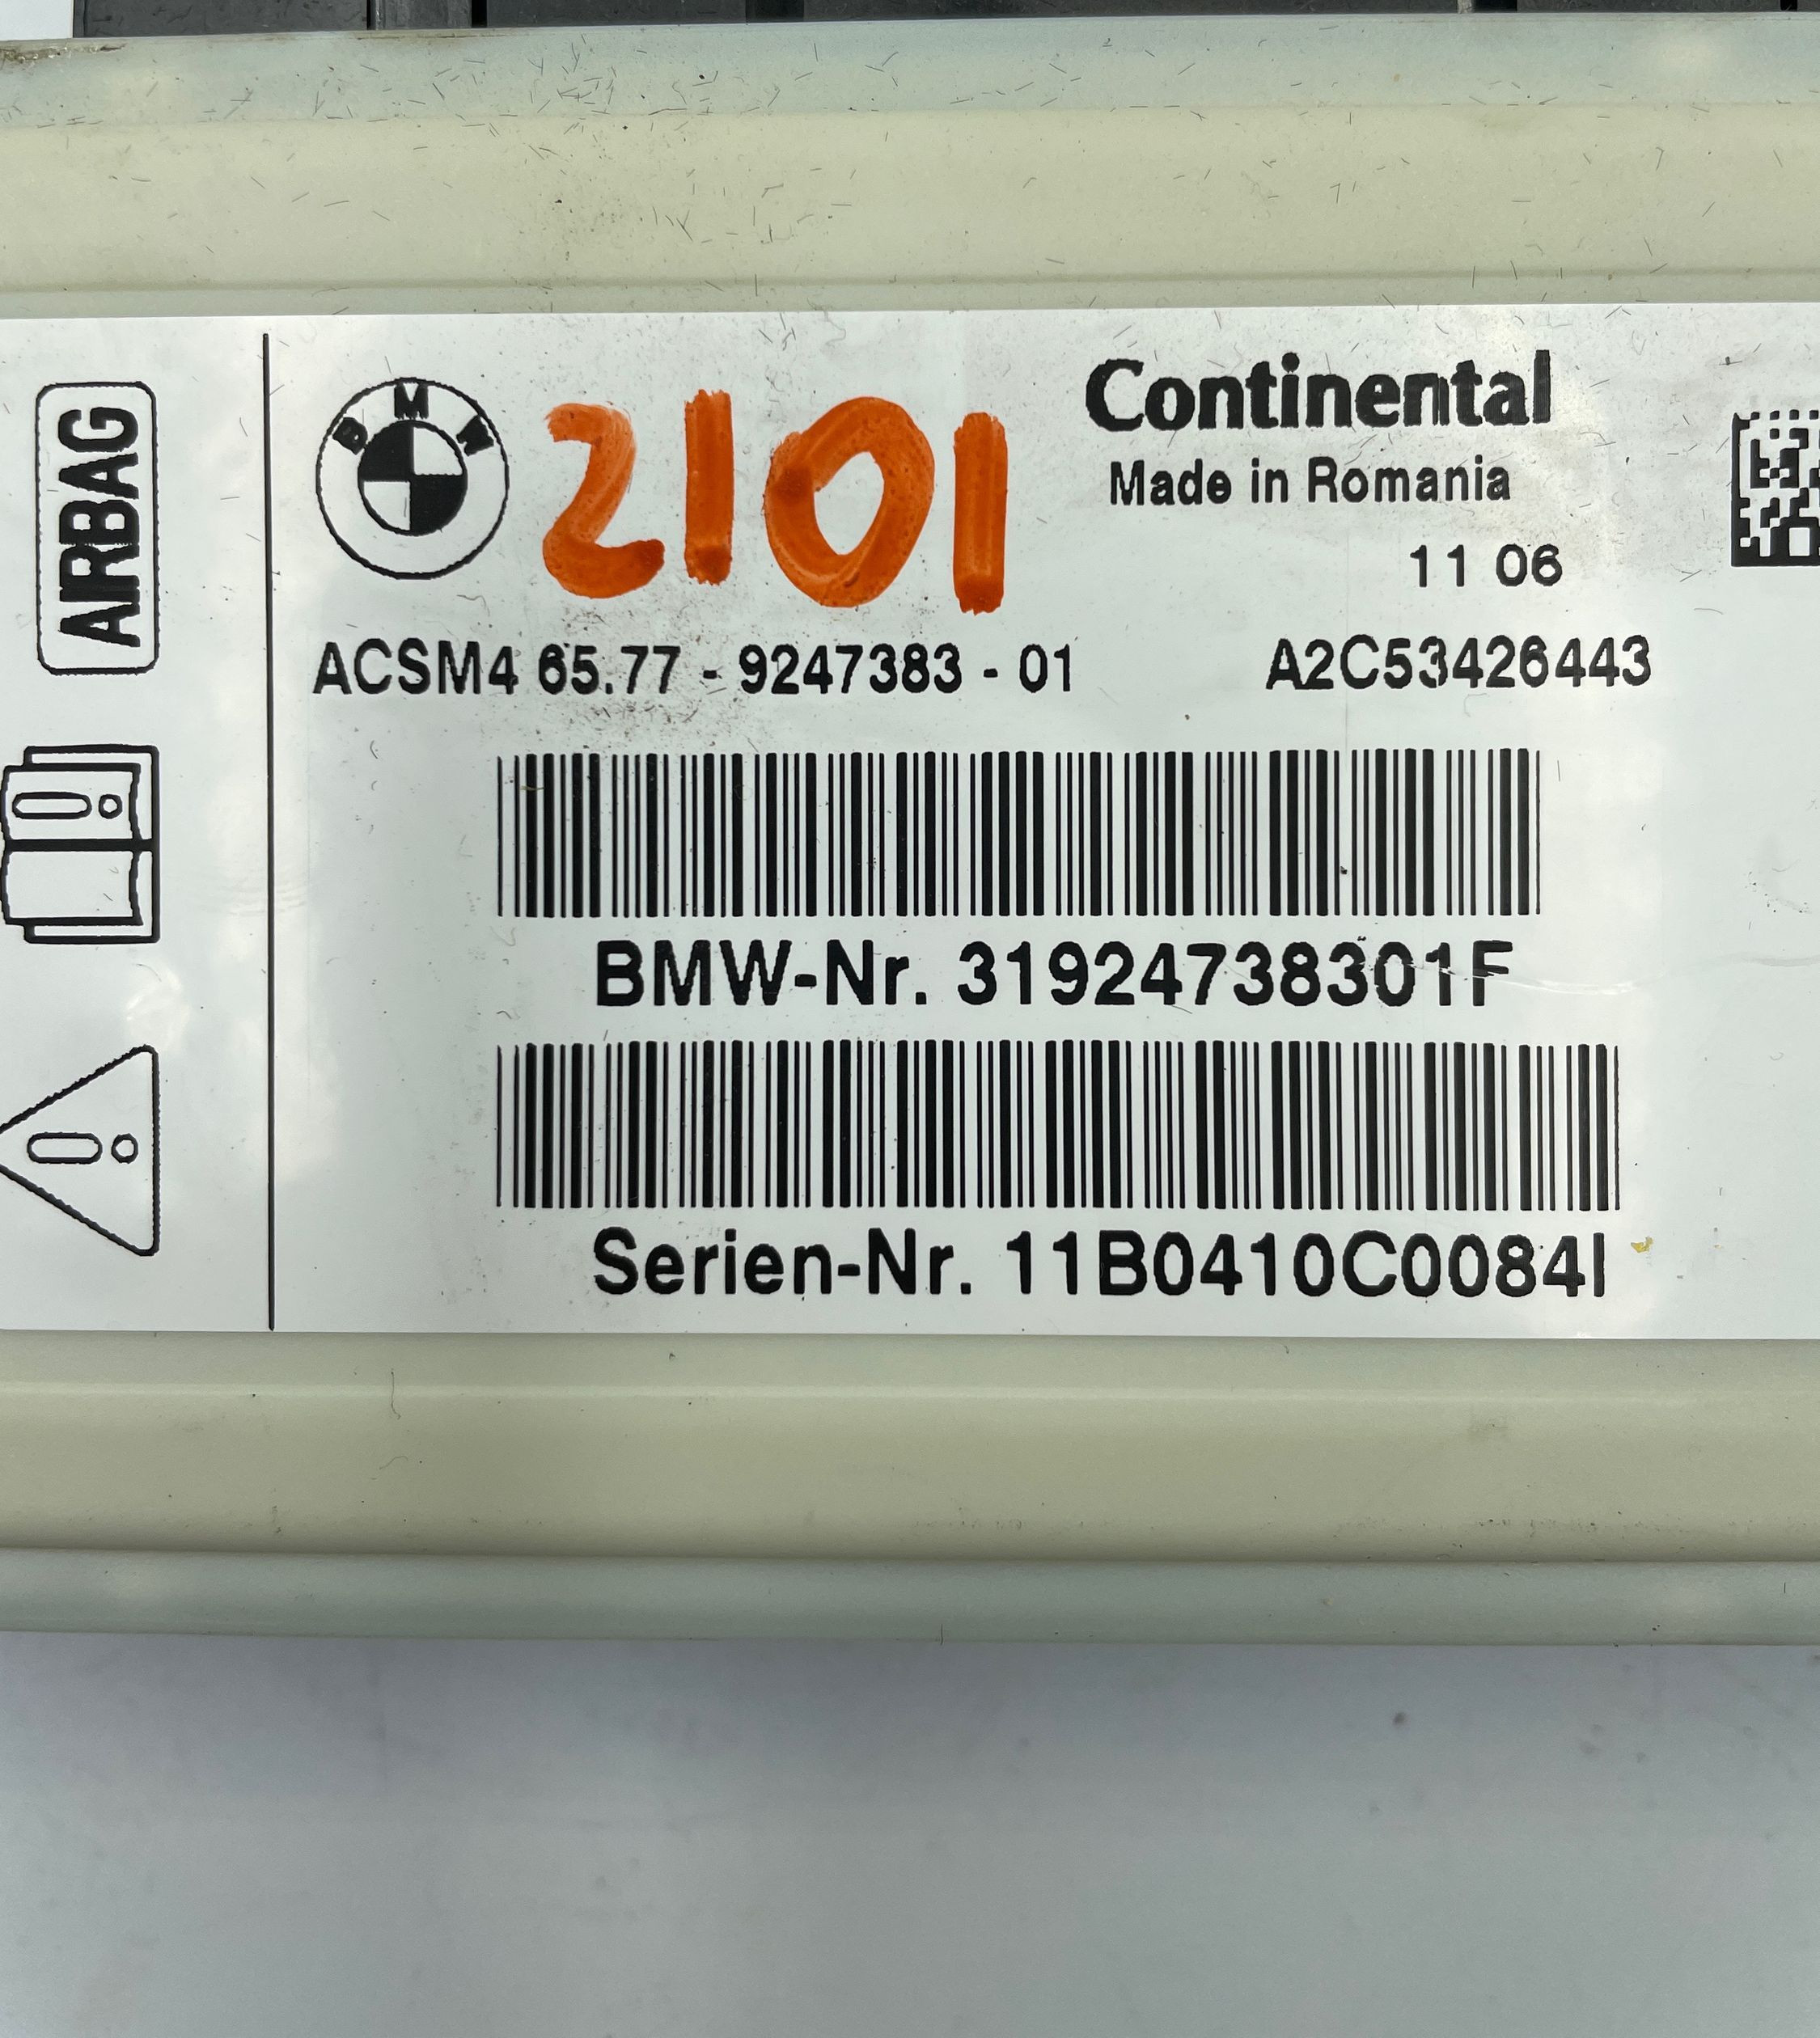 AIRBAG
BMW
2101
Continental
Made in Romania
11 06
ACSM4 65.77 - 9247383 - 01
A2C53426443
BMW-Nr. 31924738301F
Serien-Nr. 11B0410C0084I